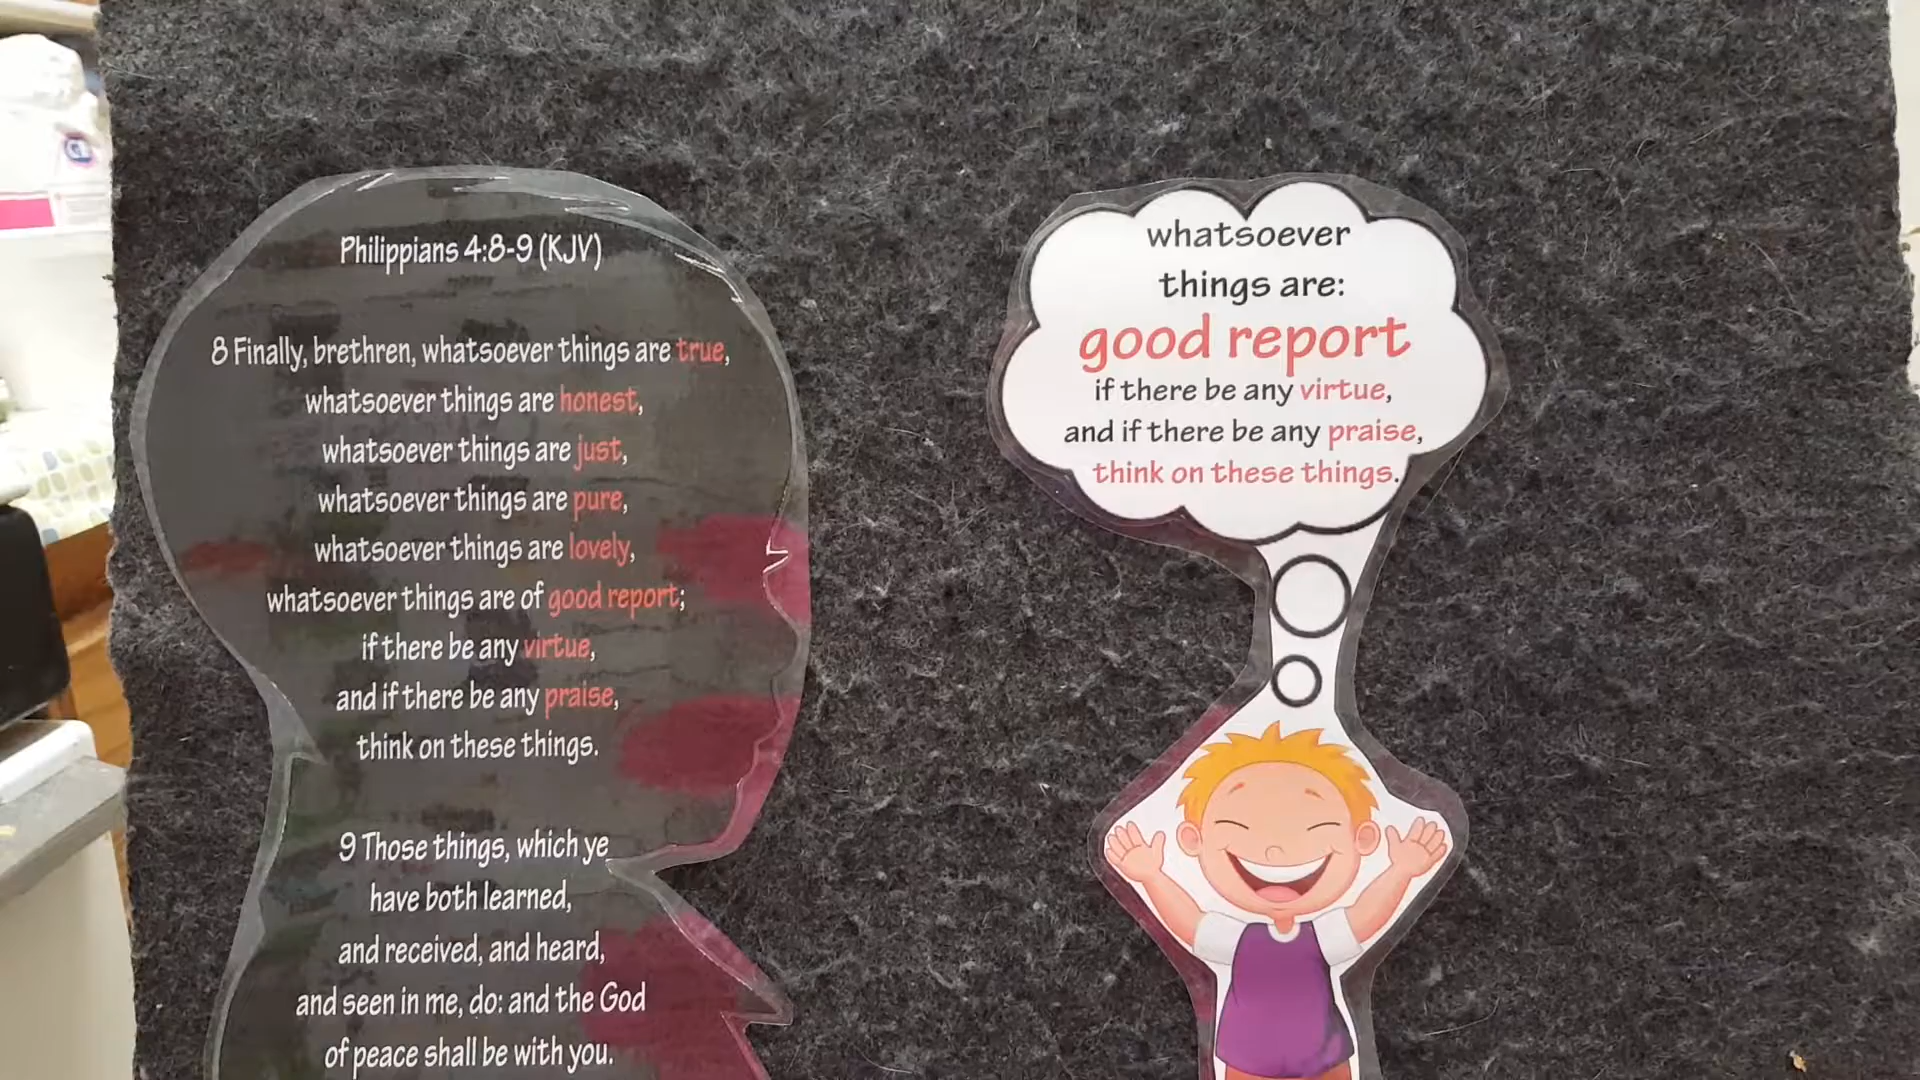 Philippians 4:8-9 (KJV)
8 Finally, brethren, whatsoever things are true,
whatsoever things are honest,
whatsoever things are just,
whatsoever things are pure,
whatsoever things are lovely,
whatsoever things are of good report;
if there be any virtue,
and if there be any praise,
think on these things.
9 Those things, which ye
have both learned,
and received, and heard,
and seen in me, do: and the God
of peace shall be with you.
whatsoever
things are:
good report
if there be any virtue,
and if there be any praise,
think on these things.